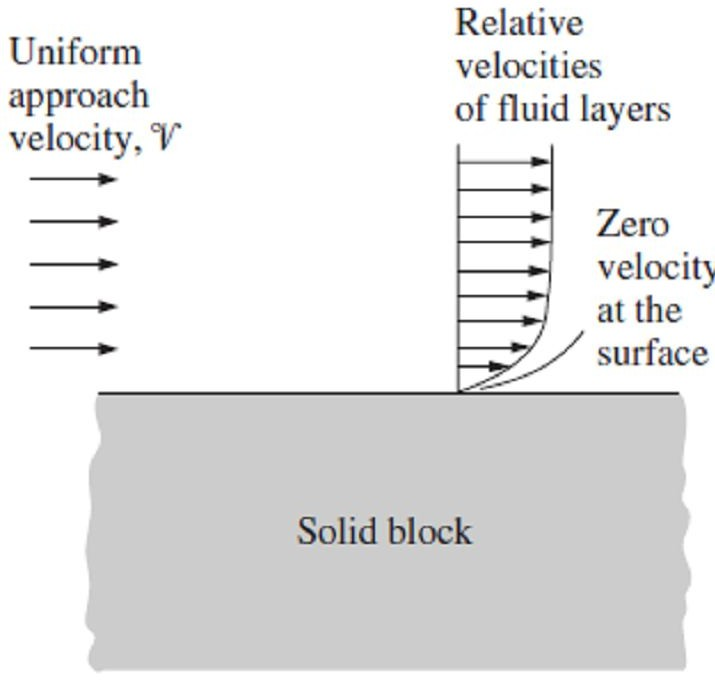 Uniform
approach
velocity, 𝒱
Relative
velocities
of fluid layers
Zero
velocity
at the
surface
Solid block